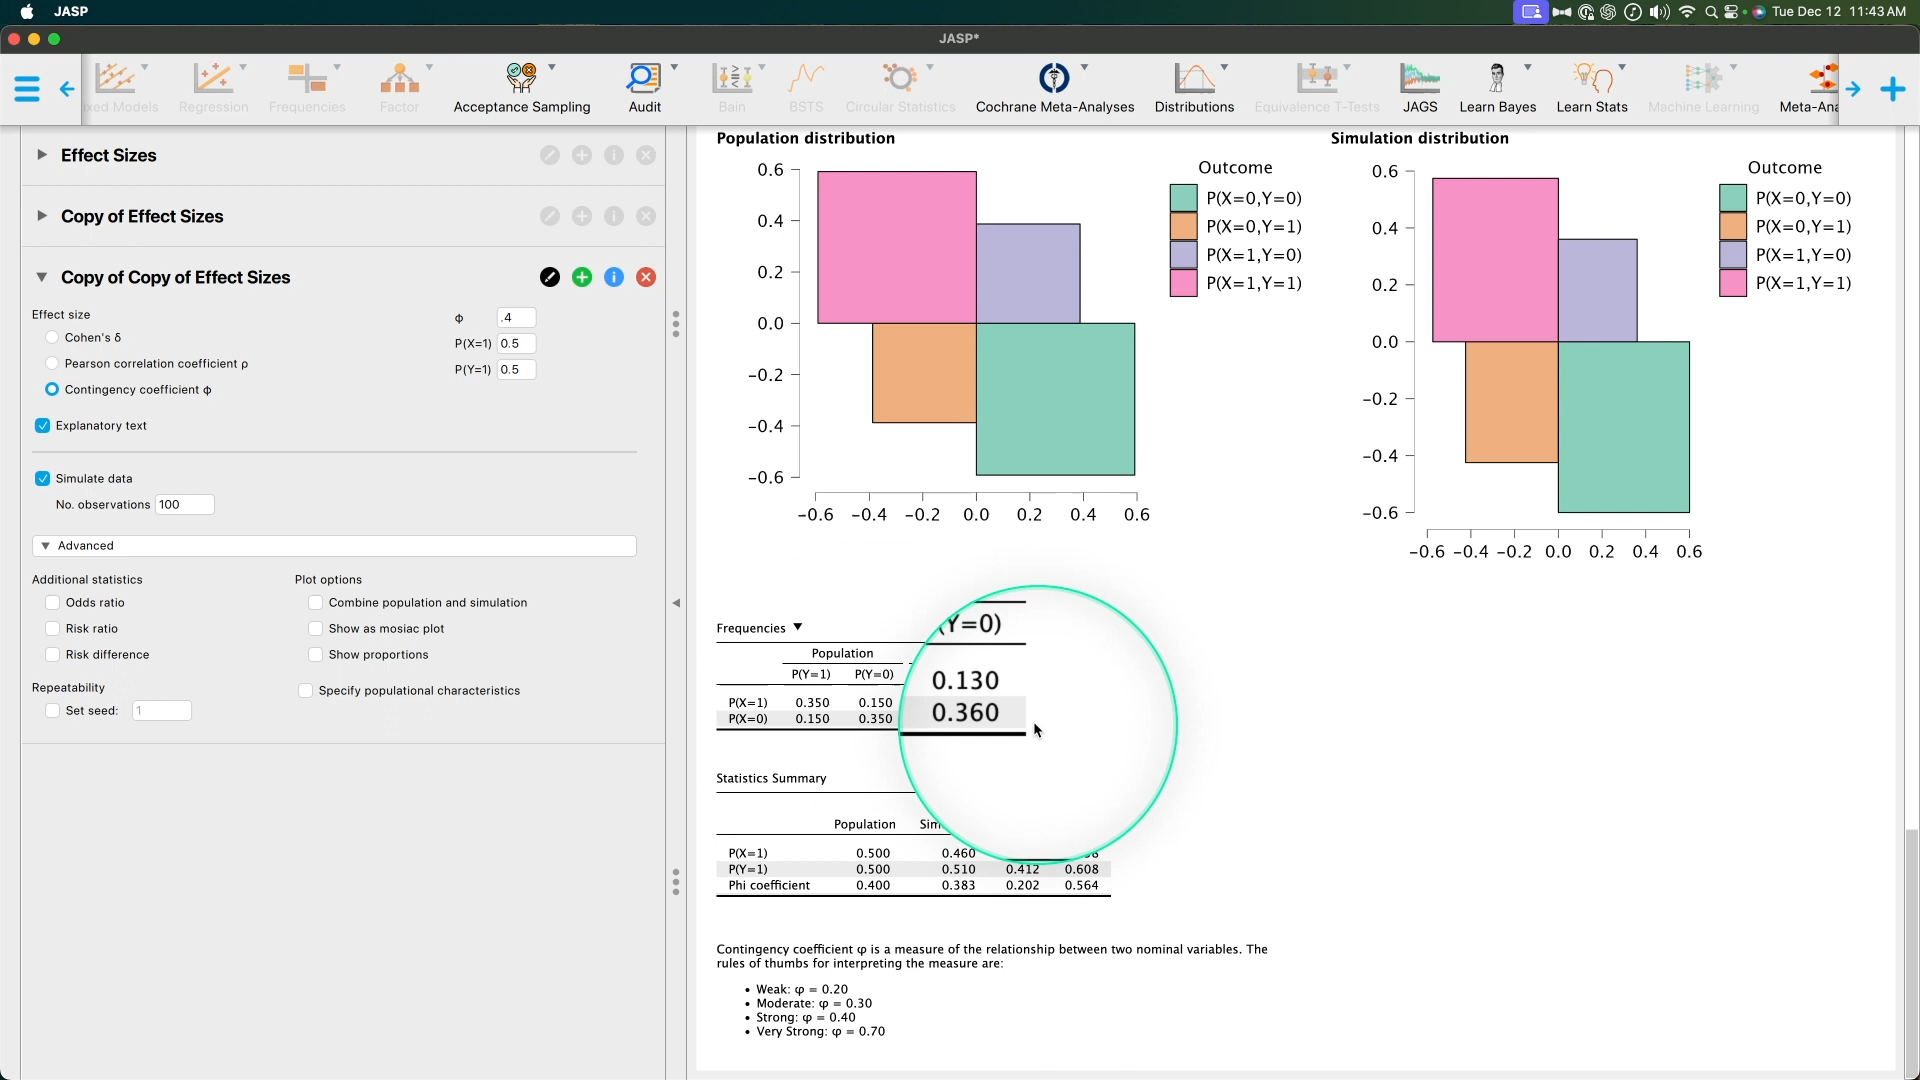 JASP
Tue Dec 12 11:43 AM
JASP*
xed Models
Regression
Frequencies
Factor
Acceptance Sampling
Audit
Bain
BSTS
Circular Statistics
Cochrane Meta-Analyses
Distributions
Equivalence T-Tests
JAGS
Learn Bayes
Learn Stats
Machine Learning
Meta-Ana
Effect Sizes
Copy of Effect Sizes
Copy of Copy of Effect Sizes
Effect size
Cohen's δ
Pearson correlation coefficient ρ
Contingency coefficient φ
φ .4
P(X=1) 0.5
P(Y=1) 0.5
Explanatory text
Simulate data
No. observations 100
Advanced
Additional statistics
Odds ratio
Risk ratio
Risk difference
Repeatability
Set seed: 1
Plot options
Combine population and simulation
Show as mosiac plot
Show proportions
Specify populational characteristics
Population distribution
0.6
0.4
0.2
0.0
-0.2
-0.4
-0.6
-0.6 -0.4 -0.2 0.0 0.2 0.4 0.6
Outcome
P(X=0,Y=0)
P(X=0,Y=1)
P(X=1,Y=0)
P(X=1,Y=1)
Simulation distribution
0.6
0.4
0.2
0.0
-0.2
-0.4
-0.6
-0.6 -0.4 -0.2 0.0 0.2 0.4 0.6
Outcome
P(X=0,Y=0)
P(X=0,Y=1)
P(X=1,Y=0)
P(X=1,Y=1)
Frequencies
Population
P(Y=1) P(Y=0) (Y=0)
P(X=1) 0.350 0.150 0.130
P(X=0) 0.150 0.350 0.360
Statistics Summary
Population Sim
P(X=1) 0.500 0.460
P(Y=1) 0.500 0.510 0.412 0.608
Phi coefficient 0.400 0.383 0.202 0.564
Contingency coefficient φ is a measure of the relationship between two nominal variables. The
rules of thumbs for interpreting the measure are:
• Weak: φ = 0.20
• Moderate: φ = 0.30
• Strong: φ = 0.40
• Very Strong: φ = 0.70